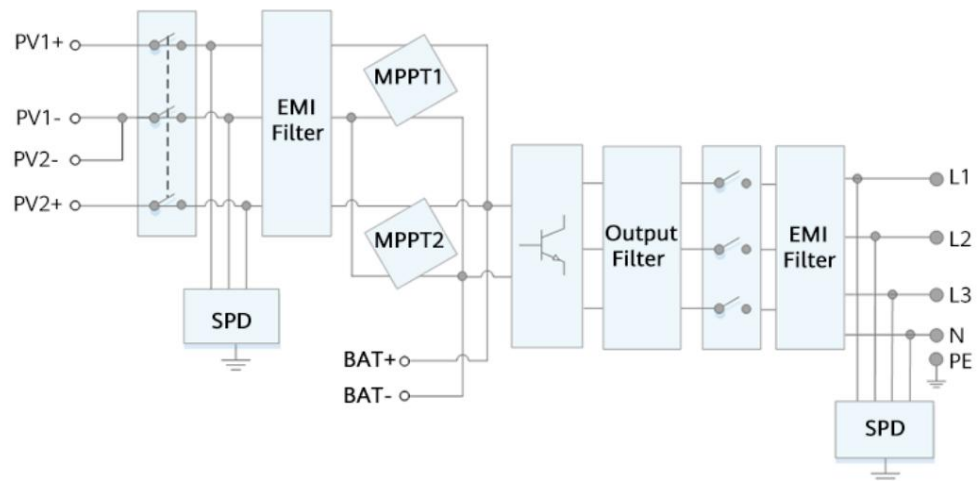 PV1+
PV1-
PV2-
PV2+
EMI
Filter
MPPT1
MPPT2
SPD
BAT+
BAT-
Output
Filter
EMI
Filter
L1
L2
L3
N
PE
SPD